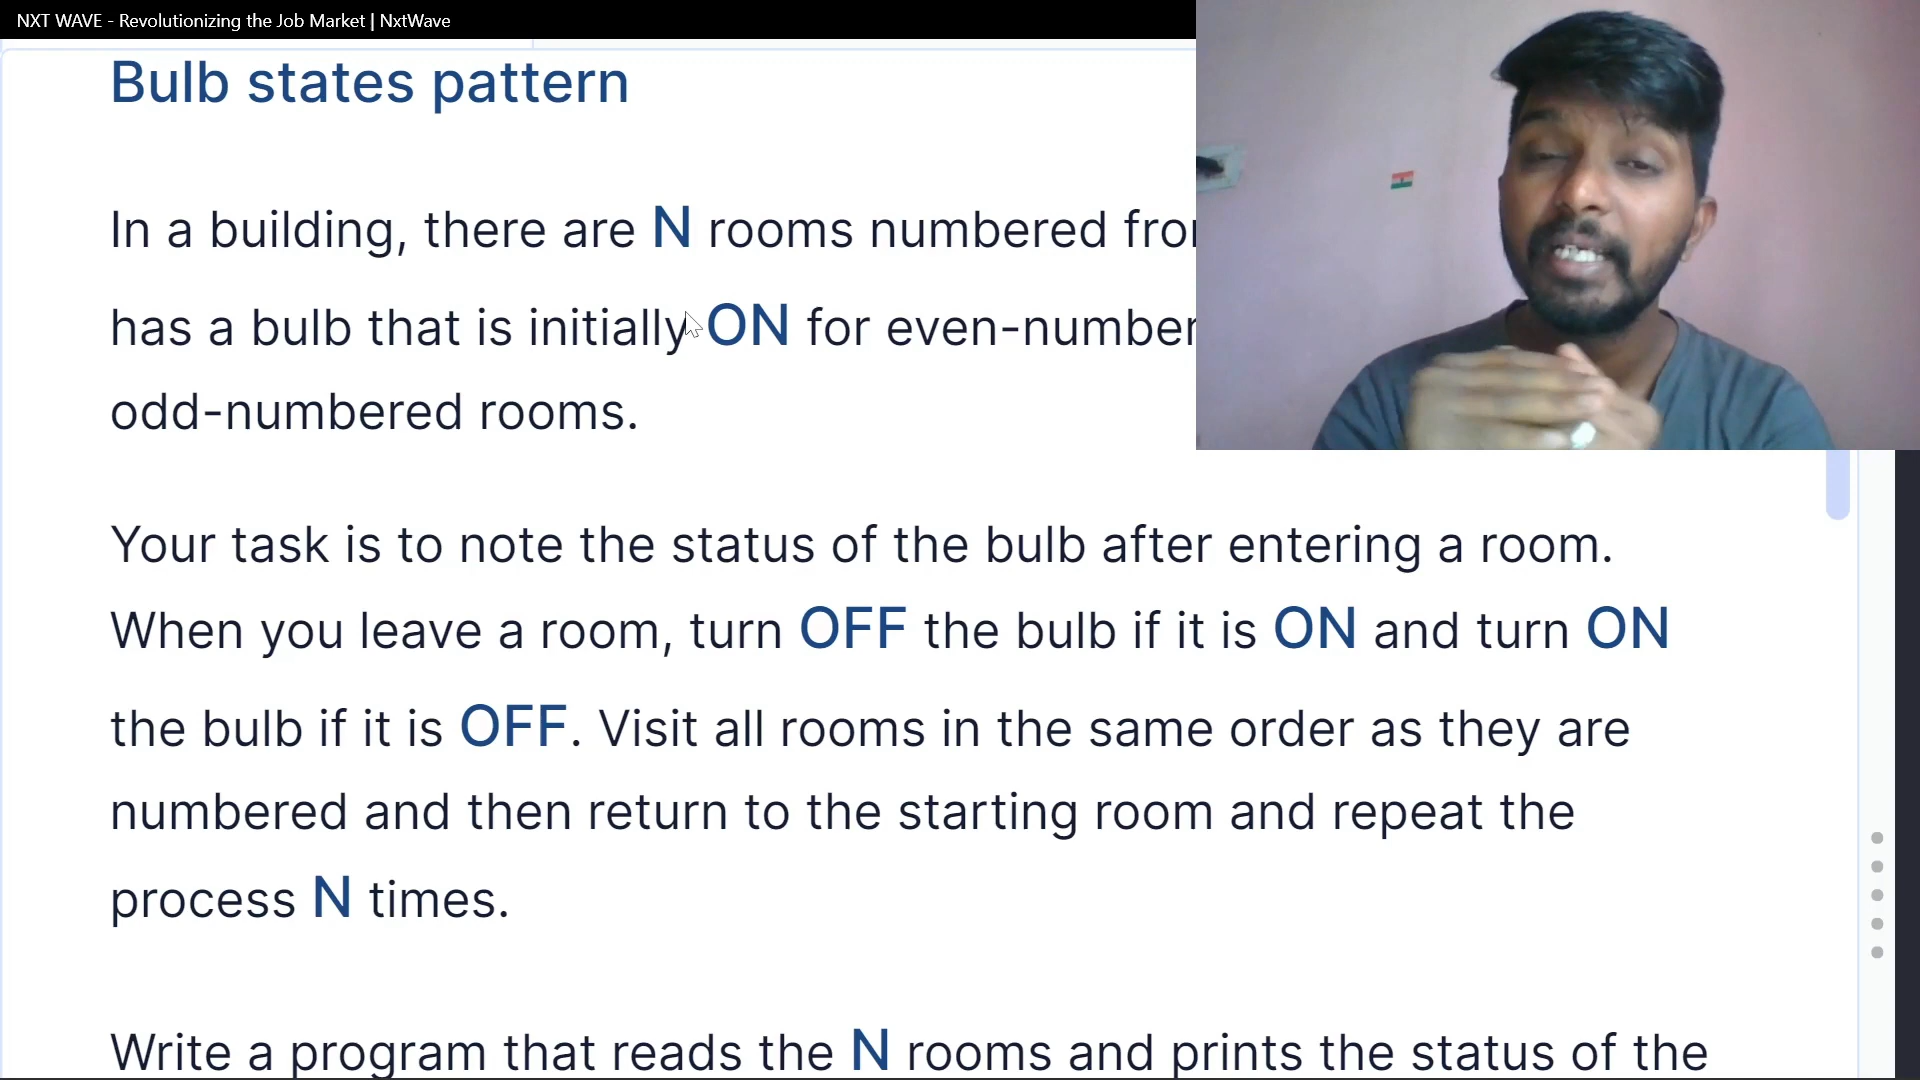 NXT WAVE - Revolutionizing the Job Market | NxtWave
Bulb states pattern
In a building, there are N rooms numbered
has a bulb that is initially ON for
odd-numbered rooms.
Your task is to note the status of the bulb after entering a room.
When you leave a room, turn OFF the bulb if it is ON and turn ON
the bulb if it is OFF. Visit all rooms in the same order as they are
numbered and then return to the starting room and repeat the
process N times.
Write a program that reads the N rooms and prints the status of the